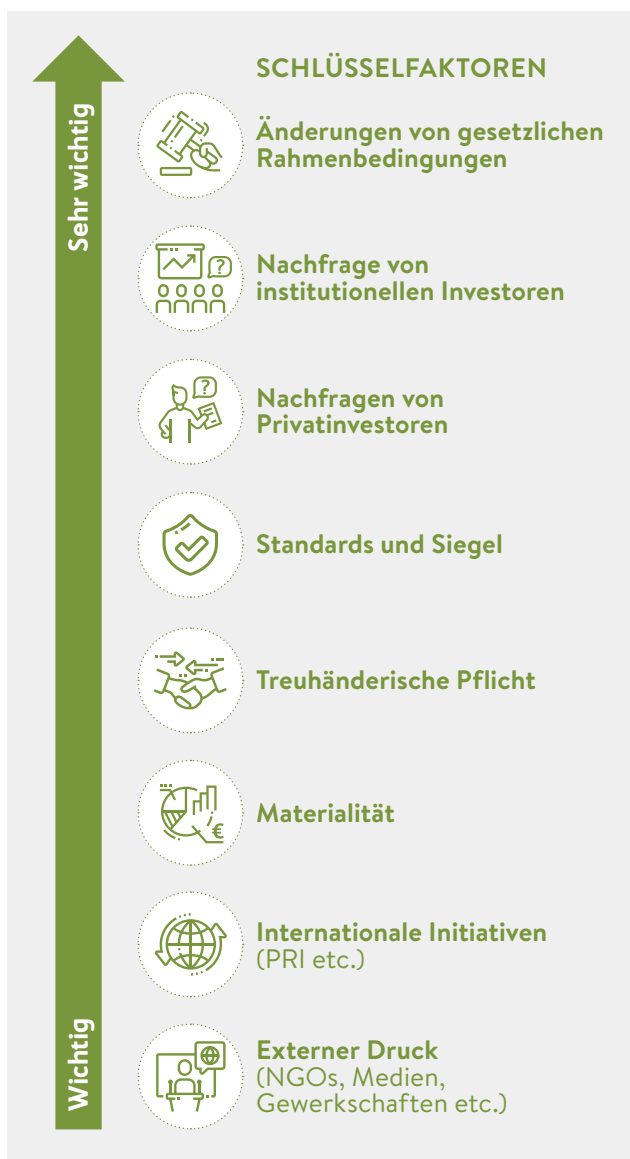 SCHLÜSSELFAKTOREN
Sehr wichtig
Änderungen von gesetzlichen
Rahmenbedingungen
?
Nachfrage von
institutionellen Investoren
?
Nachfragen von
Privatinvestoren
Standards und Siegel
Treuhänderische Pflicht
€
Materialität
Internationale Initiativen
(PRI etc.)
Wichtig
Externer Druck
(NGOs, Medien,
Gewerkschaften etc.)